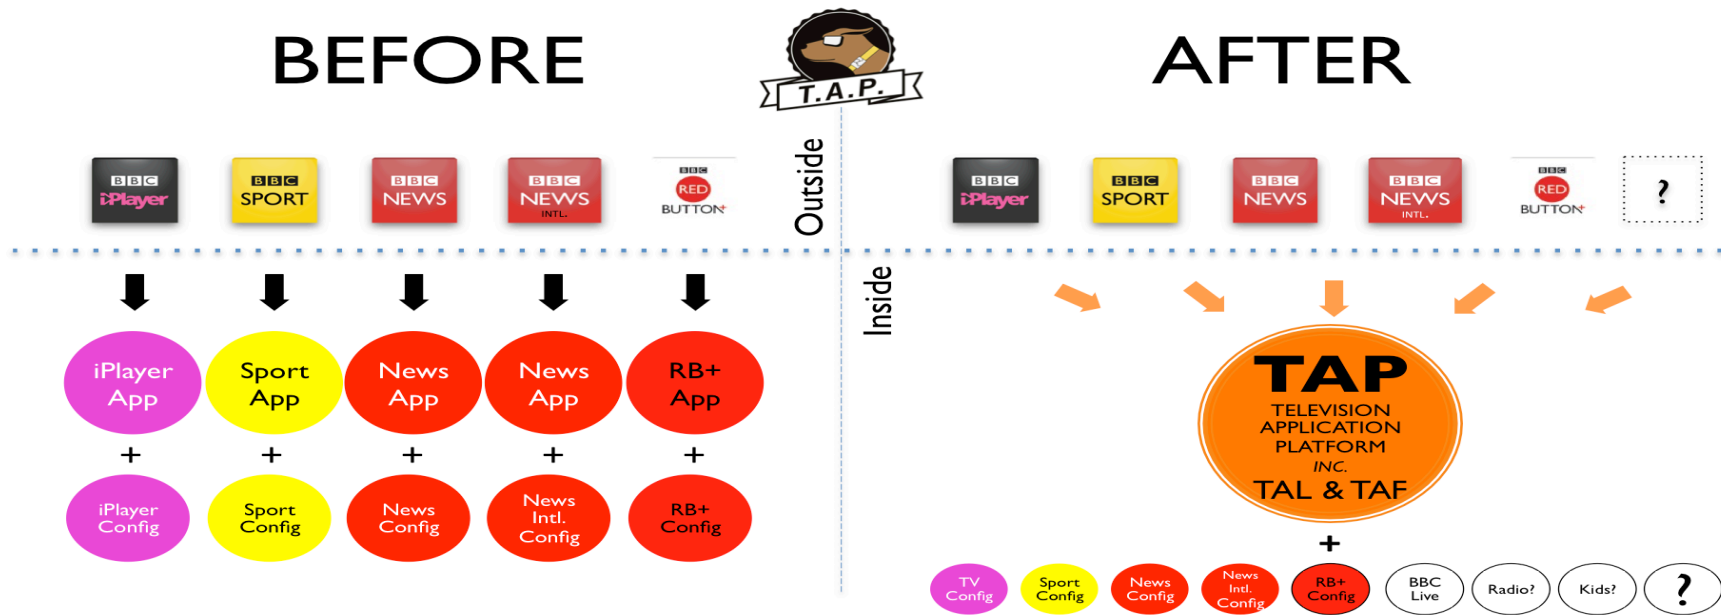 BEFORE
T.A.P.
AFTER
BBC
iPlayer
BBC
SPORT
BBC
NEWS
BBC
NEWS
INTL.
BBC
RED
BUTTON+
Outside
BBC
iPlayer
BBC
SPORT
BBC
NEWS
BBC
NEWS
INTL.
BBC
RED
BUTTON+
?
Inside
iPlayer
App
Sport
App
News
App
News
App
RB+
App
+
+
+
+
+
iPlayer
Config
Sport
Config
News
Config
News
Intl.
Config
RB+
Config
TAP
TELEVISION
APPLICATION
PLATFORM
INC.
TAL & TAF
+
TV
Config
Sport
Config
News
Config
News
Intl.
Config
RB+
Config
BBC
Live
Radio?
Kids?
?